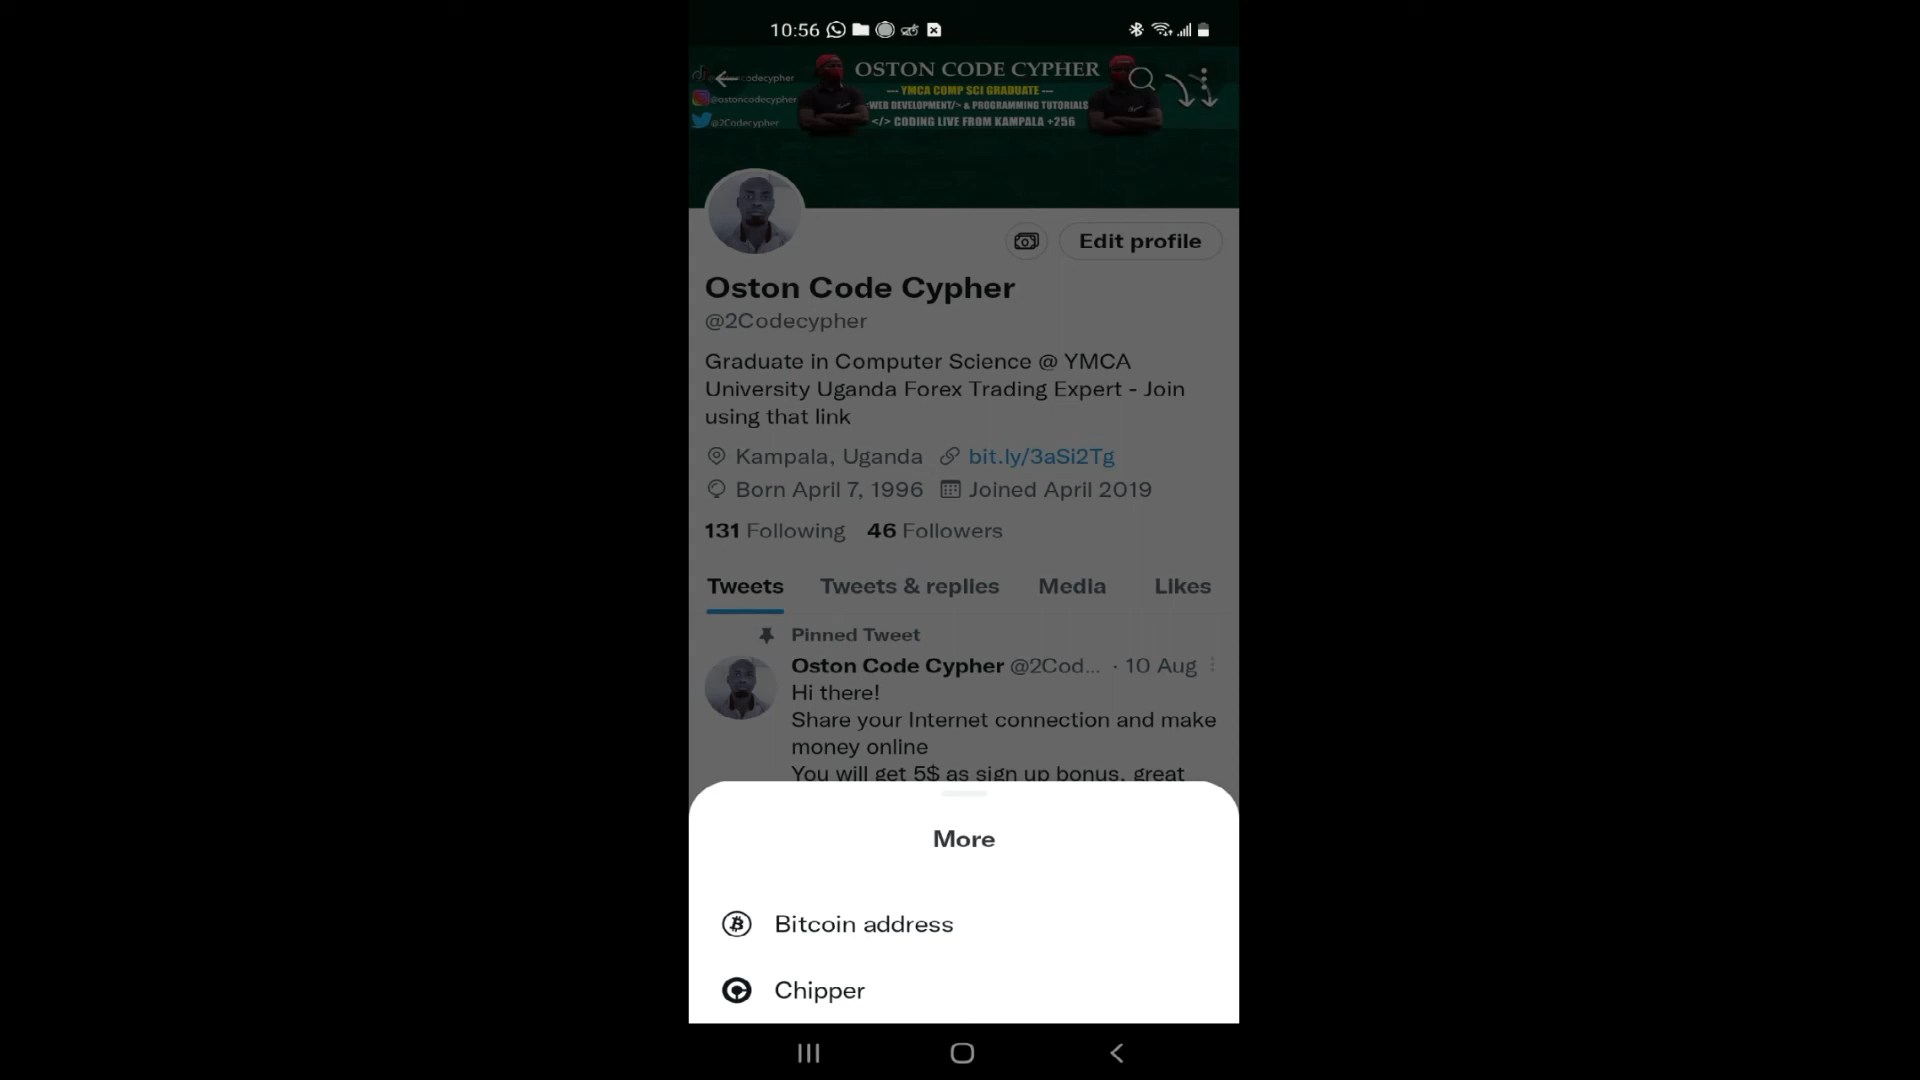 10:56
OSTON CODE CYPHER
--- YMCA COMP SCI GRADUATE ---
WEB DEVELOPMENT/> & PROGRAMMING TUTORIALS
</> CODING LIVE FROM KAMPALA +256
codecypher
@ostoncodecypher
@2Codecypher
Edit profile
Oston Code Cypher
@2Codecypher
Graduate in Computer Science @ YMCA
University Uganda Forex Trading Expert - Join
using that link
Kampala, Uganda bit.ly/3aSi2Tg
Born April 7, 1996 Joined April 2019
131 Following 46 Followers
Tweets Tweets & replies Media Likes
Pinned Tweet
Oston Code Cypher @2Cod... · 10 Aug
Hi there!
Share your Internet connection and make
money online
You will get 5$ as sign up bonus, great
More
Bitcoin address
Chipper